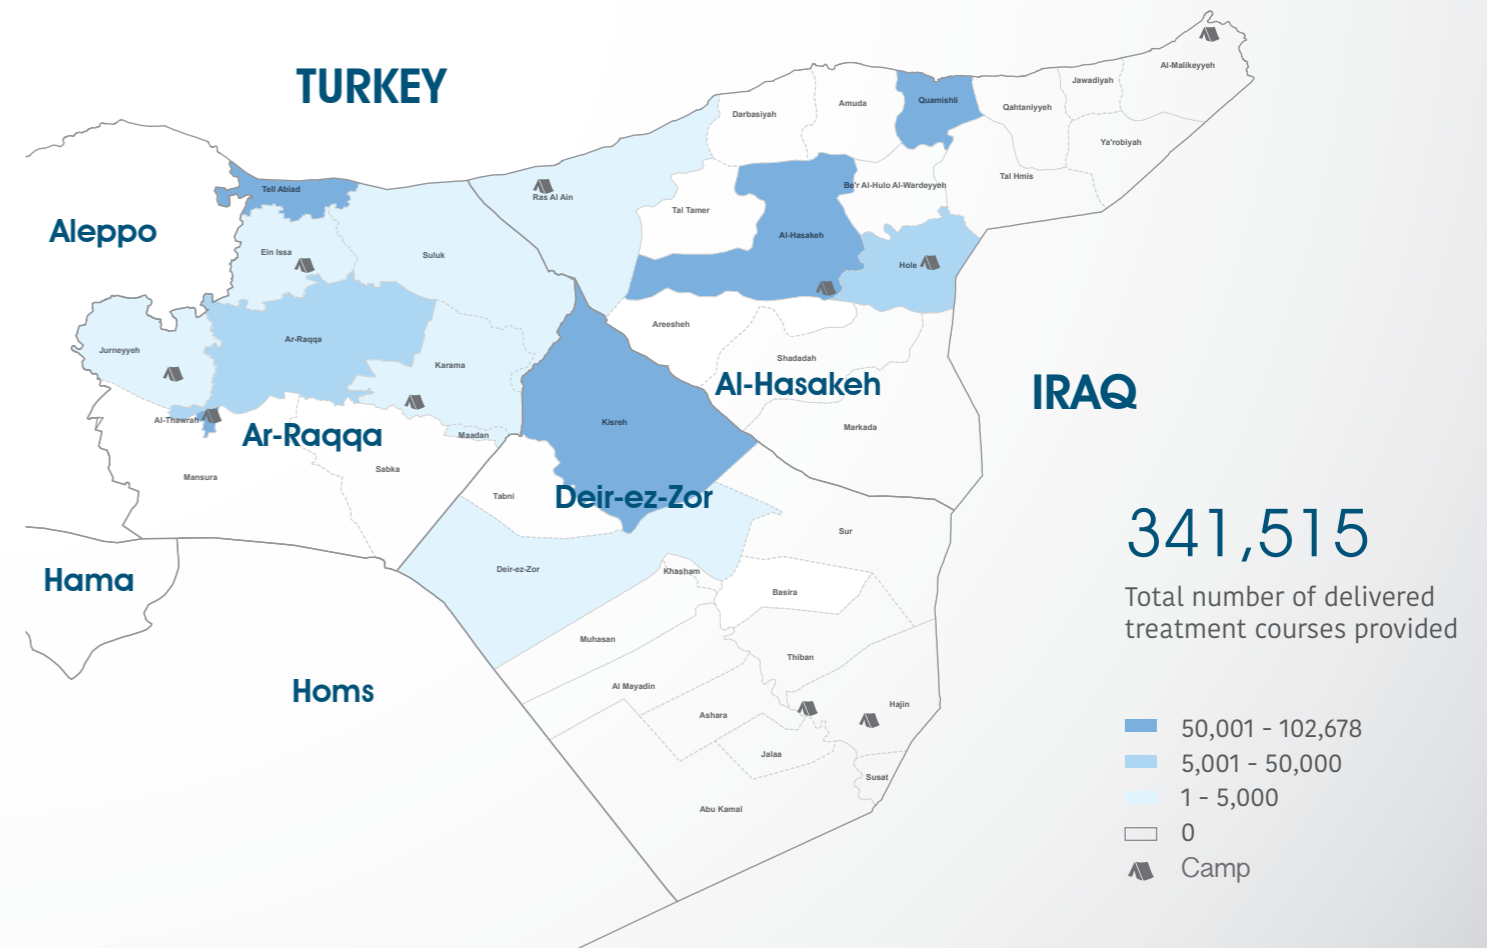 TURKEY
Al-Malikeyyeh
Jawadiyah
Qahtaniyyeh
Quamishli
Amuda
Darbasiyah
Ya'robiyah
Tal Hmis
Be'r Al-Hulo Al-Wardeyyeh
Tell Abiad
Ras Al Ain
Tal Tamer
Aleppo
Al-Hasakeh
Ein Issa
Suluk
Hole
Areesheh
Ar-Raqqa
Jurneyyeh
Karama
Shadadah
Al-Hasakeh
IRAQ
Al-Thawrah
Ar-Raqqa
Maadan
Kisreh
Markada
Mansura
Sabka
Tabni
Deir-ez-Zor
Sur
341,515
Total number of delivered
treatment courses provided
Hama
Deir-ez-Zor
Khasham
Basira
Muhasan
Thiban
Homs
Al Mayadin
Ashara
Hajin
Jalaa
Susat
Abu Kamal
50,001 - 102,678
5,001 - 50,000
1 - 5,000
0
Camp